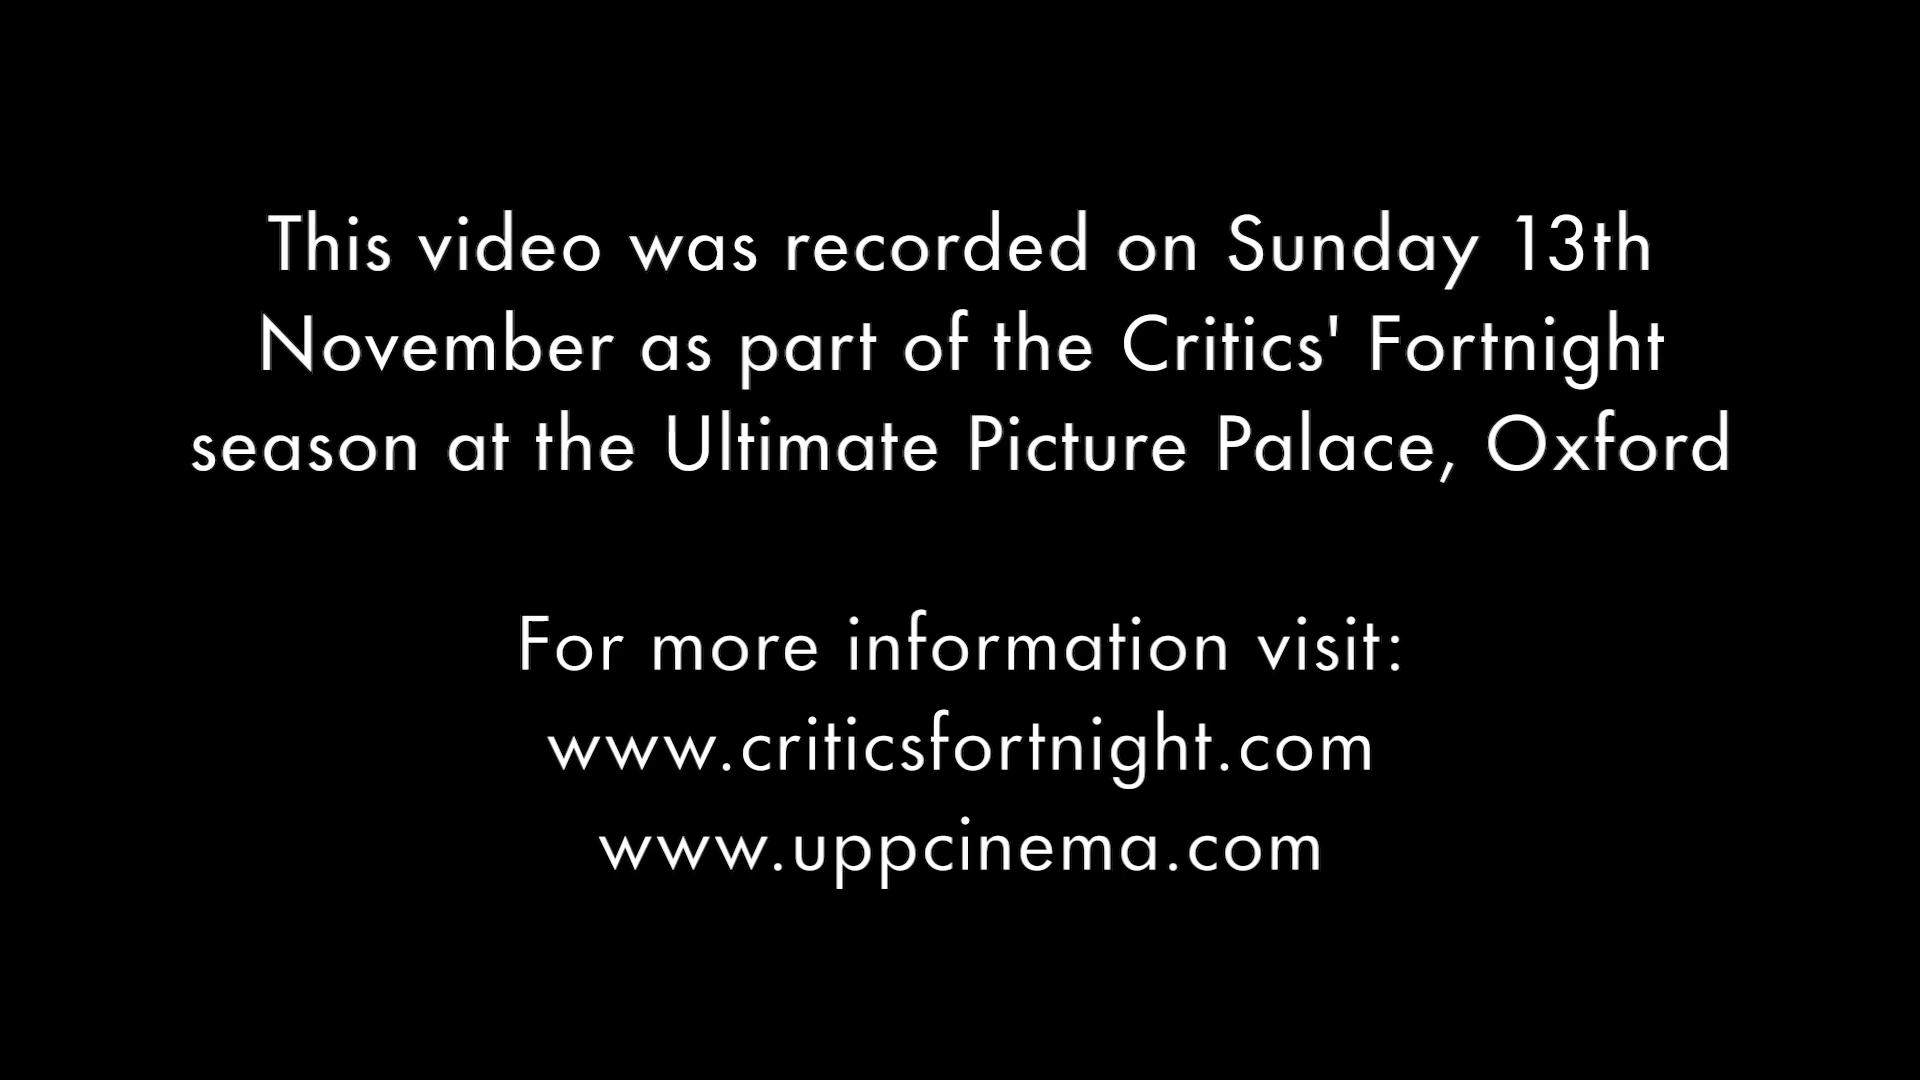 This video was recorded on Sunday 13th
November as part of the Critics' Fortnight
season at the Ultimate Picture Palace, Oxford
For more information visit:
www.criticsfortnight.com
www.uppcinema.com